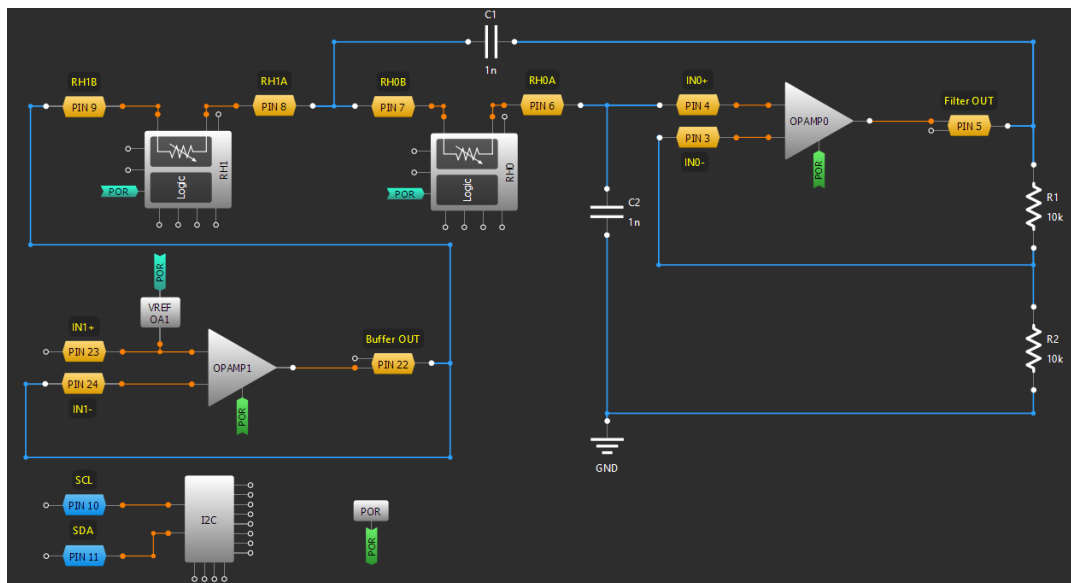 C1
1n
RH1B
PIN 9
RH1A
PIN 8
RH0B
PIN 7
RH0A
PIN 6
IN0+
PIN 4
PIN 3
IN0-
OPAMP0
POR
Filter OUT
PIN 5
RH1
Logic
POR
RH0
Logic
POR
C2
1n
R1
10k
R2
10k
GND
POR
VREF
OA1
IN1+
PIN 23
PIN 24
IN1-
OPAMP1
POR
Buffer OUT
PIN 22
SCL
PIN 10
SDA
PIN 11
I2C
POR
POR